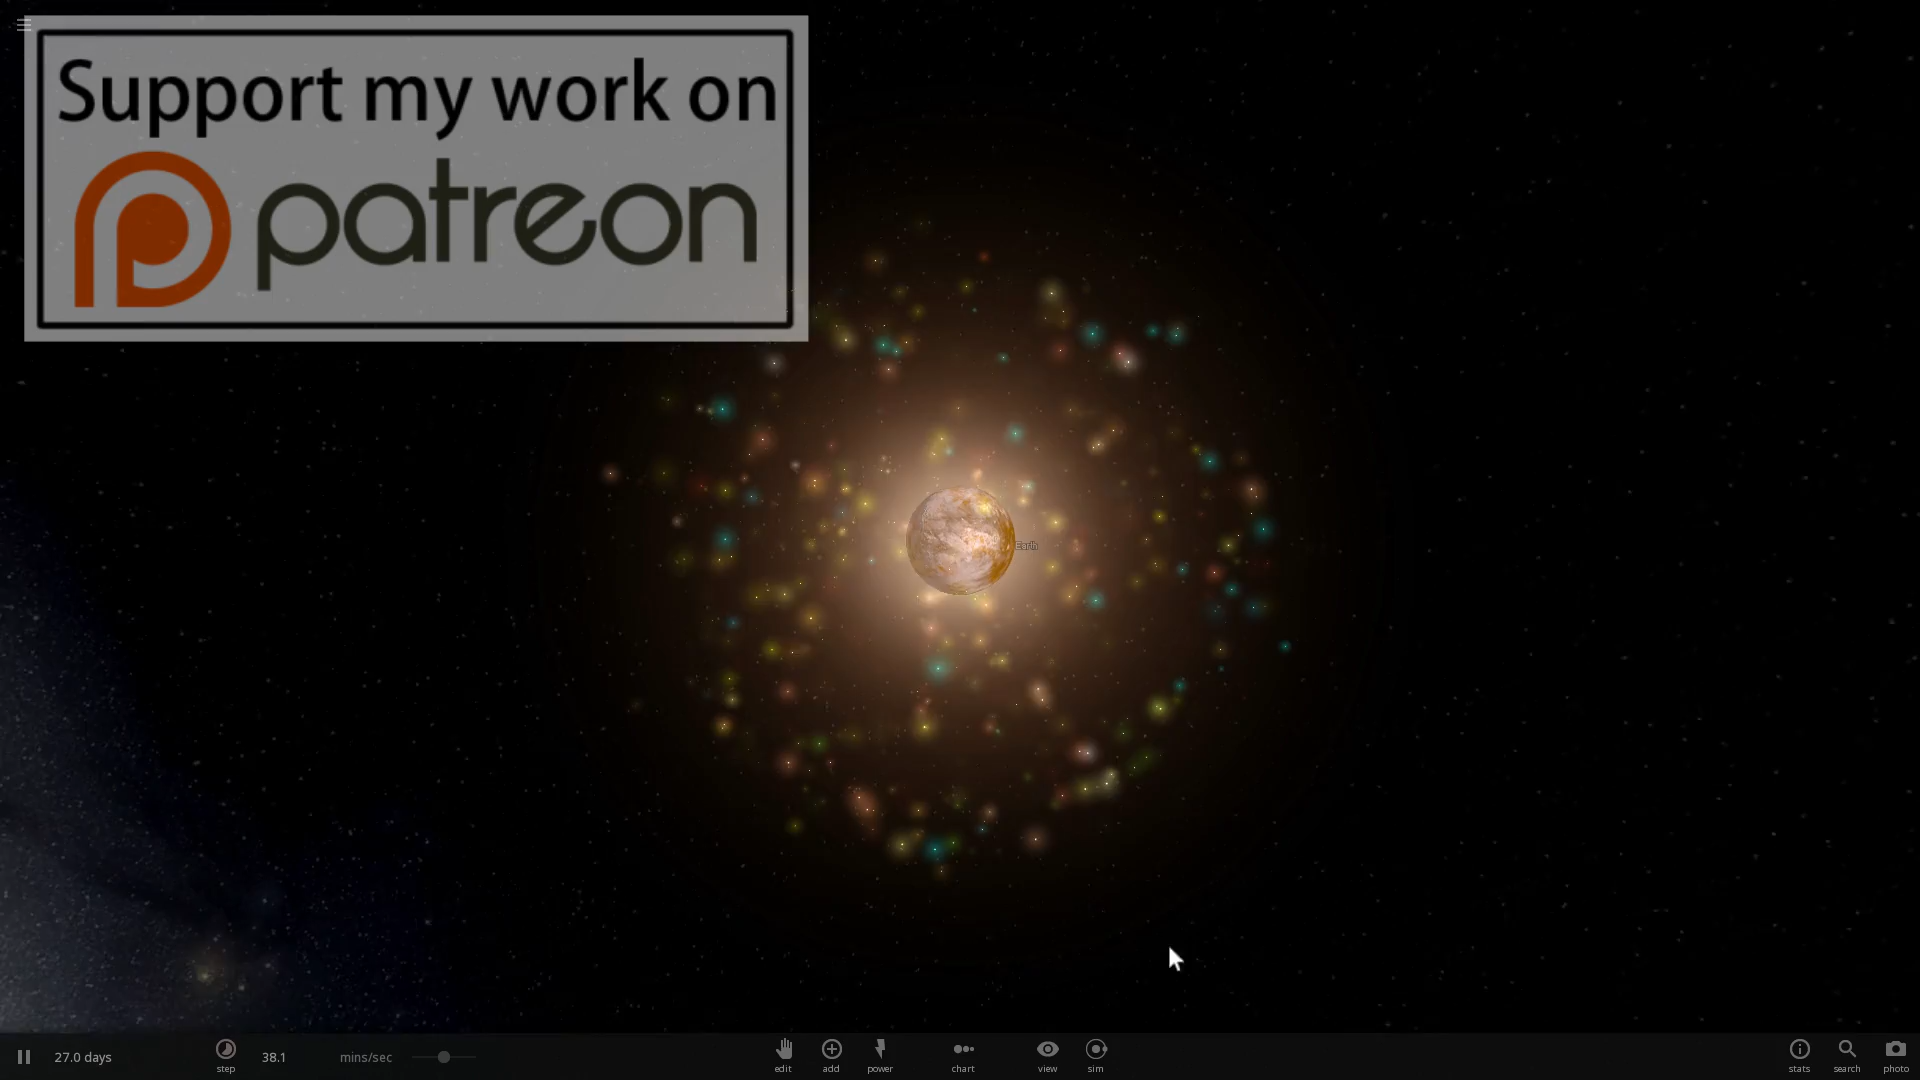 Support my work on
patreon
Earth
27.0 days
step
38.1
mins/sec
edit
add
power
chart
view
sim
stats
search
photo